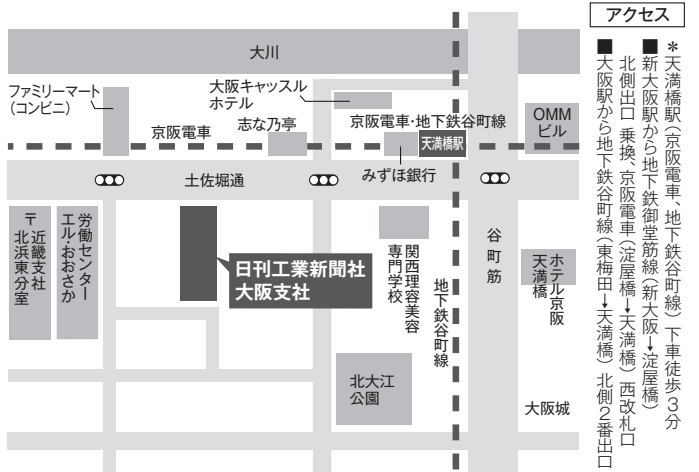 アクセス
＊天満橋駅（京阪電車、地下鉄谷町線）下車徒歩3分
■新大阪駅から地下鉄御堂筋線（新大阪→淀屋橋）
北側出口 乗換、京阪電車（淀屋橋→天満橋）西改札口
■大阪駅から地下鉄谷町線（東梅田→天満橋）北側2番出口
大川
ファミリーマート
（コンビニ）
大阪キャッスル
ホテル
京阪電車
志な乃亭
京阪電車・地下鉄谷町線
天満橋駅
OMM
ビル
みずほ銀行
土佐堀通
〒
近畿支社
北浜東分室
労働センター
エル・おおさか
日刊工業新聞社
大阪支社
関西理容美容
専門学校
地下鉄谷町線
谷町筋
ホテル京阪
天満橋
北大江
公園
大阪城